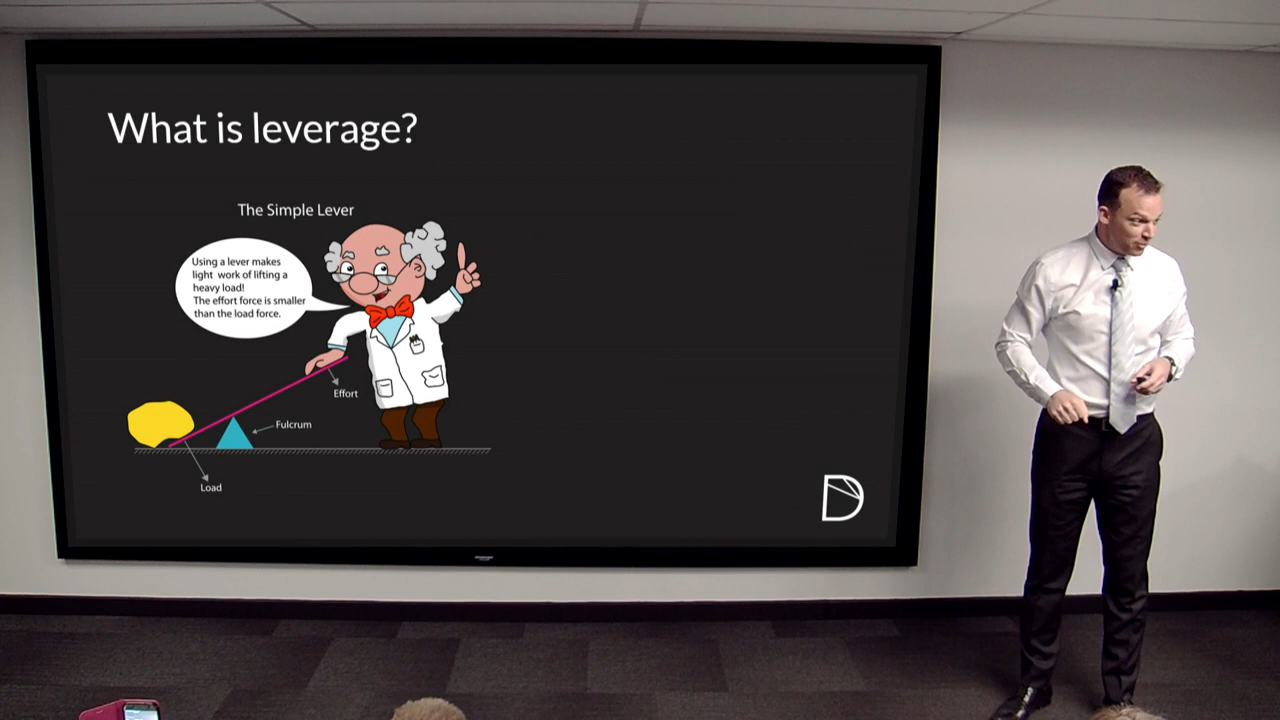 What is leverage?
The Simple Lever
Using a lever makes
light work of lifting a
heavy load!
The effort force is smaller
than the load force.
Effort
Fulcrum
Load